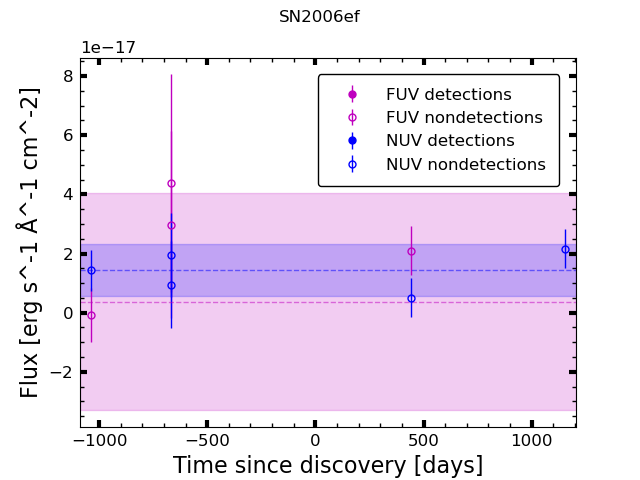 SN2006ef
1e−17
8
6
4
2
0
−2
Flux [erg s^-1 Å^-1 cm^-2]
FUV detections
FUV nondetections
NUV detections
NUV nondetections
−1000 −500 0 500 1000
Time since discovery [days]